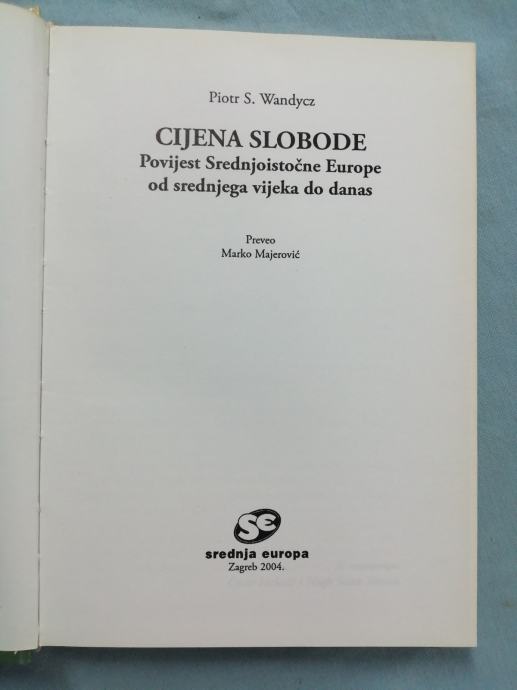 Piotr S. Wandycz
CIJENA SLOBODE
Povijest Srednjoistočne Europe
od srednjega vijeka do danas
Preveo
Marko Majerović
SE
srednja europa
Zagreb 2004.